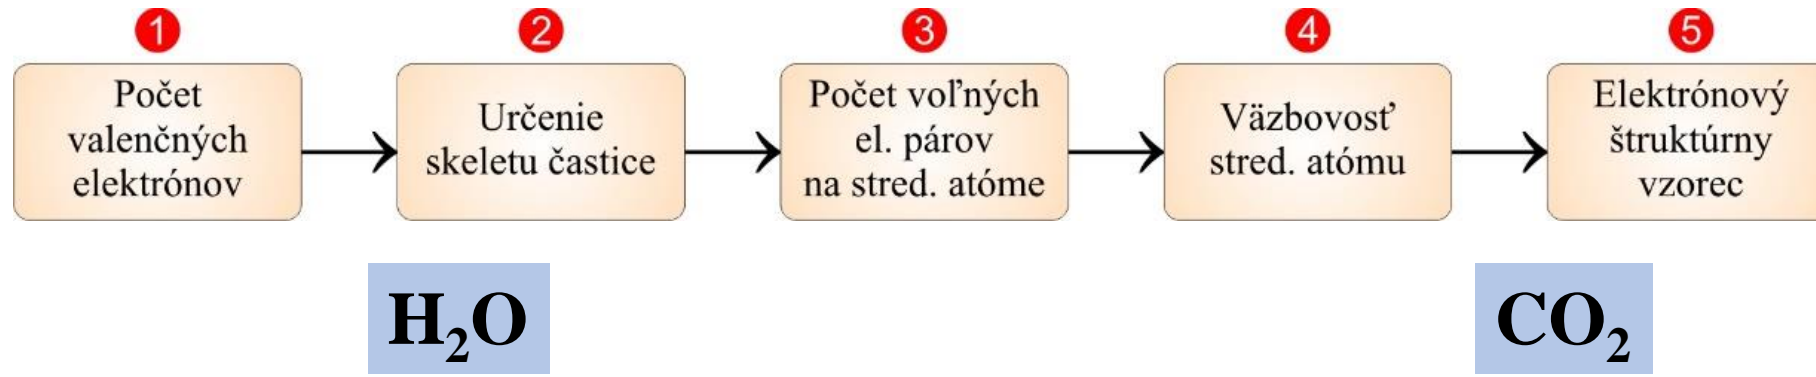 1
Počet
valenčných
elektrónov
2
Určenie
skeletu častice
3
Počet voľných
el. párov
na stred. atóme
4
Väzbovosť
stred. atómu
5
Elektrónový
štruktúrny
vzorec
H₂O
CO₂